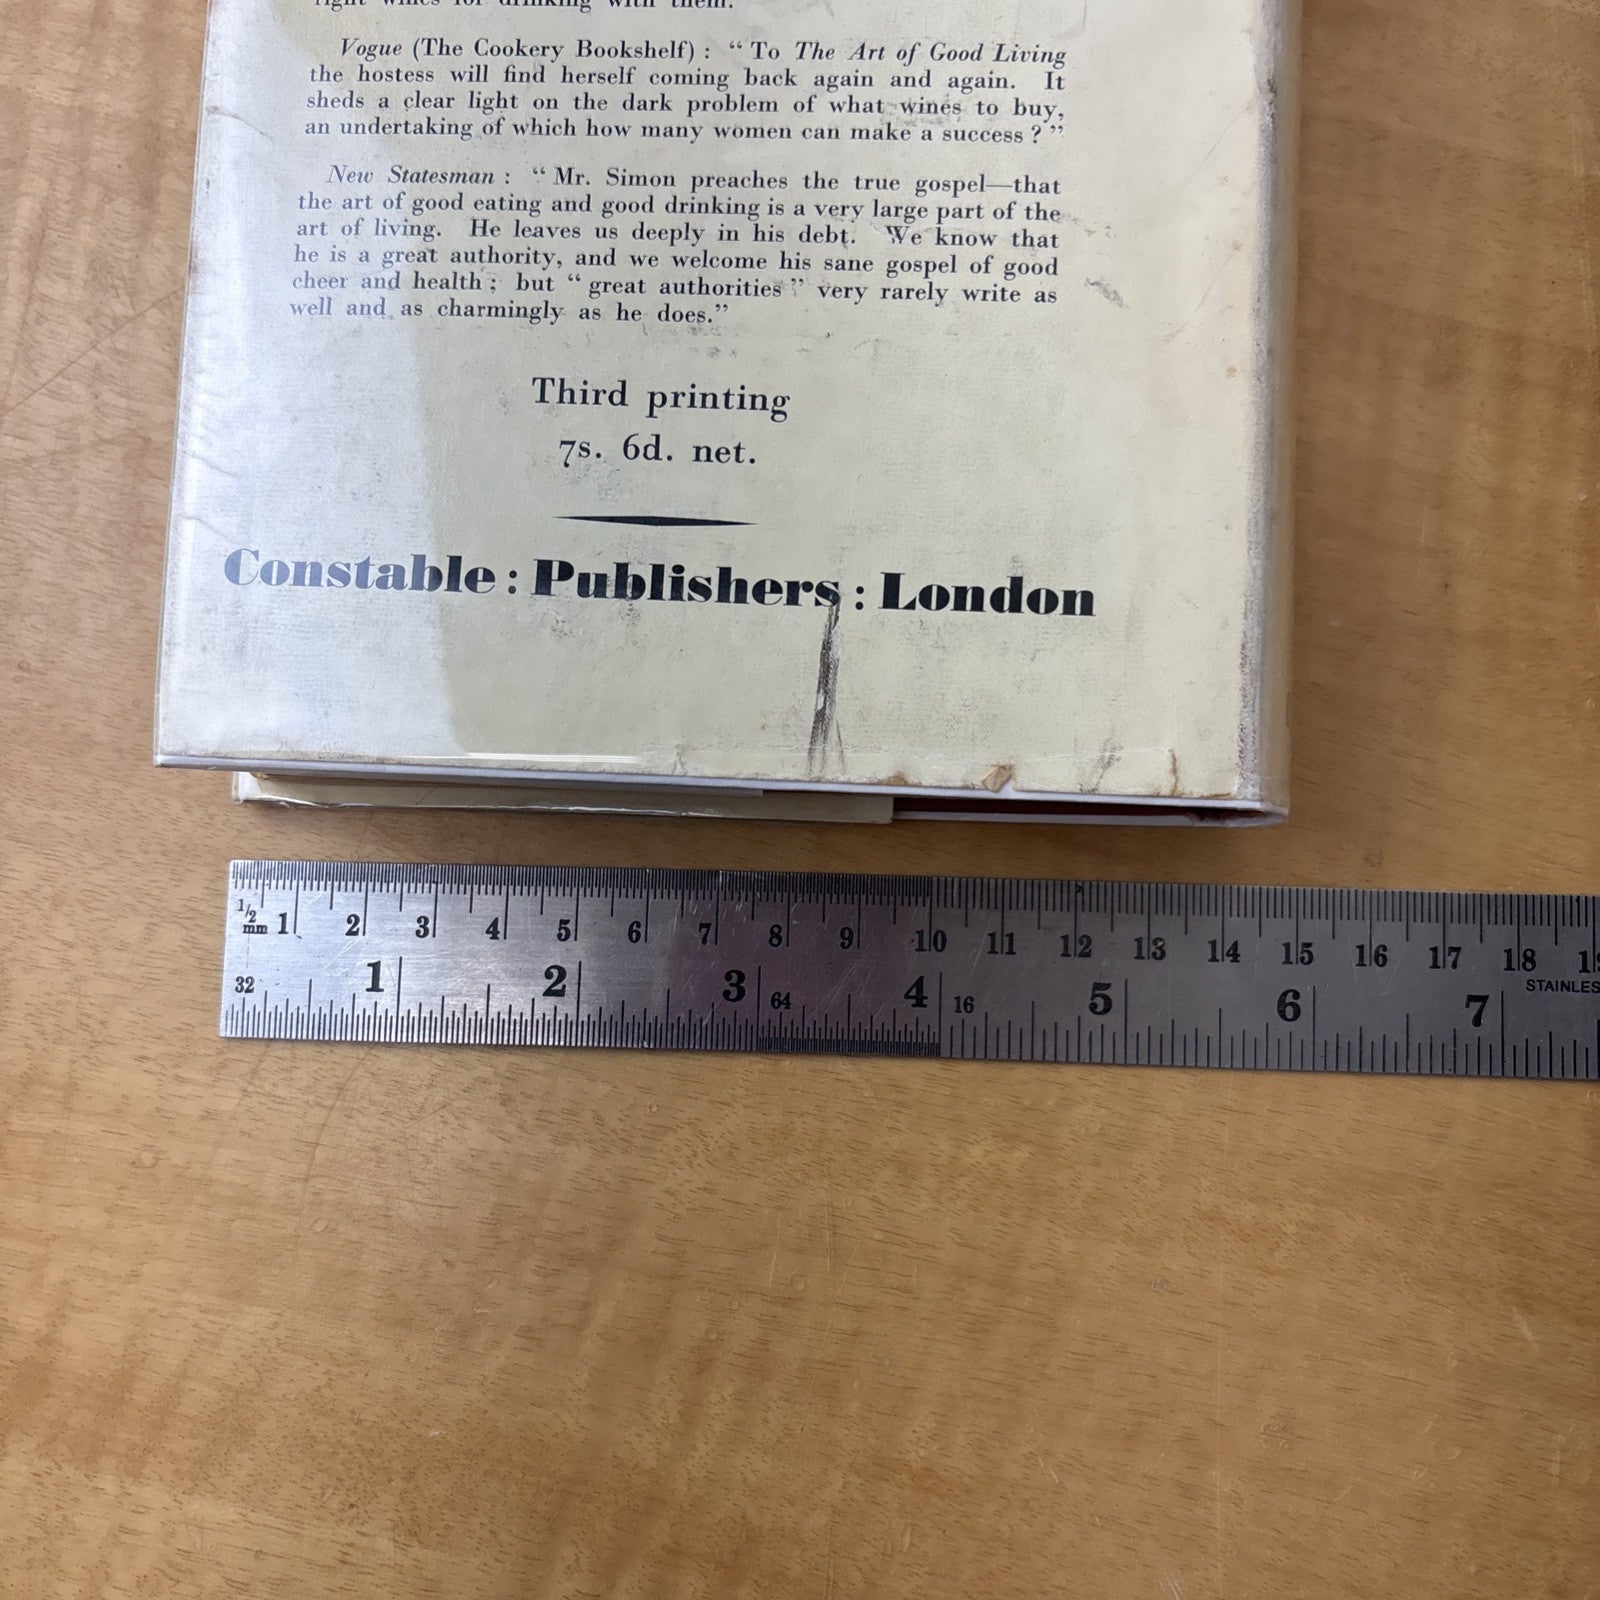 light wines for drinking with them.
Vogue (The Cookery Bookshelf) : “ To The Art of Good Living
the hostess will find herself coming back again and again. It
sheds a clear light on the dark problem of what wines to buy,
an undertaking of which how many women can make a success ? ”
New Statesman : “ Mr. Simon preaches the true gospel—that
the art of good eating and good drinking is a very large part of the
art of living. He leaves us deeply in his debt. We know that
he is a great authority, and we welcome his sane gospel of good
cheer and health ; but “ great authorities ” very rarely write as
well and as charmingly as he does.”
Third printing
7s. 6d. net.
Constable : Publishers : London
1/2 mm 1 2 3 4 5 6 7 8 9 10 11 12 13 14 15 16 17 18
32 1 2 3 64 4 16 5 6 7